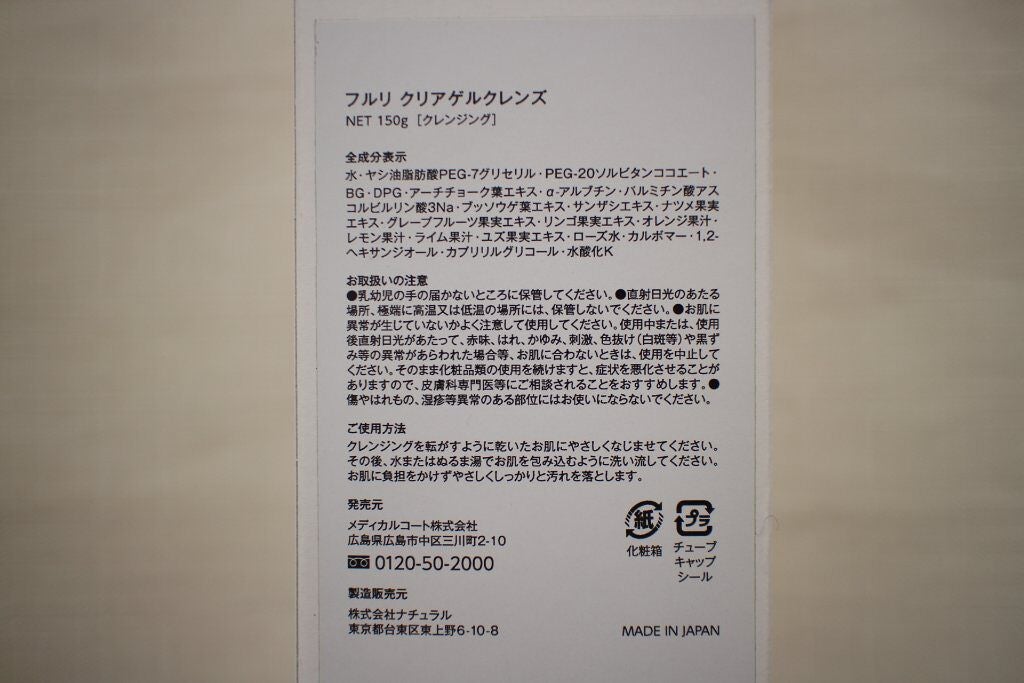 フルリ クリアゲルクレンズ
NET 150g [クレンジング]
全成分表示
水・ヤシ油脂肪酸PEG-7グリセリル・PEG-20ソルビタンココエート・
BG・DPG・アーチチョーク葉エキス・α-アルブチン・パルミチン酸アス
コルビルリン酸3Na・ブッソウゲ葉エキス・サンザシエキス・ナツメ果実
エキス・グレープフルーツ果実エキス・リンゴ果実エキス・オレンジ果汁・
レモン果汁・ライム果汁・ユズ果実エキス・ローズ水・カルボマー・1,2-
ヘキサンジオール・カプリリルグリコール・水酸化K
お取扱いの注意
●乳幼児の手の届かないところに保管してください。●直射日光のあたる
場所、極端に高温又は低温の場所には、保管しないでください。●お肌に
異常が生じていないかよく注意して使用してください。使用中または、使用
後直射日光があたって、赤味、はれ、かゆみ、刺激、色抜け(白斑等)や黒ず
み等の異常があらわれた場合等、お肌に合わないときは、使用を中止して
ください。そのまま化粧品類の使用を続けますと、症状を悪化させることが
ありますので、皮膚科専門医等にご相談されることをおすすめします。●
傷やはれもの、湿疹等異常のある部位にはお使いにならないでください。
ご使用方法
クレンジングを転がすように乾いたお肌にやさしくなじませてください。
その後、水またはぬるま湯でお肌を包み込むように洗い流してください。
お肌に負担をかけずやさしくしっかりと汚れを落とします。
発売元
メディカルコート株式会社
広島県広島市中区三川町2-10
0120-50-2000
製造販売元
株式会社ナチュラル
東京都台東区東上野6-10-8
紙
化粧箱
プラ
チューブ
キャップ
シール
MADE IN JAPAN